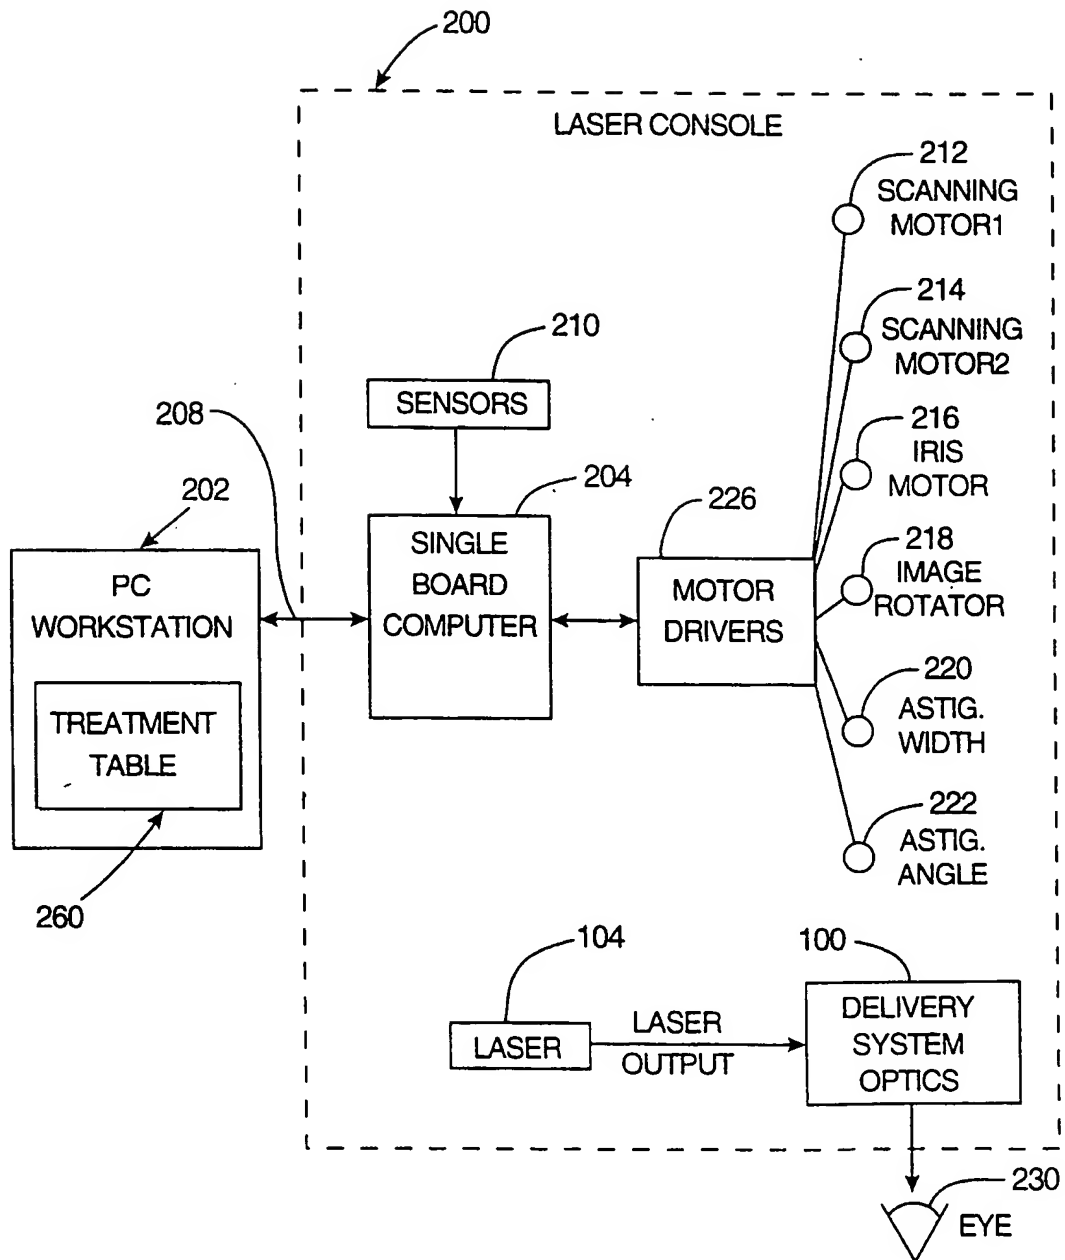 200
LASER CONSOLE
212
SCANNING
MOTOR1
214
SCANNING
MOTOR2
210
SENSORS
208
216
IRIS
MOTOR
202
204
226
218
IMAGE
ROTATOR
PC
WORKSTATION
SINGLE
BOARD
COMPUTER
MOTOR
DRIVERS
TREATMENT
TABLE
220
ASTIG.
WIDTH
222
ASTIG.
ANGLE
260
104
100
LASER
LASER
OUTPUT
DELIVERY
SYSTEM
OPTICS
230
EYE